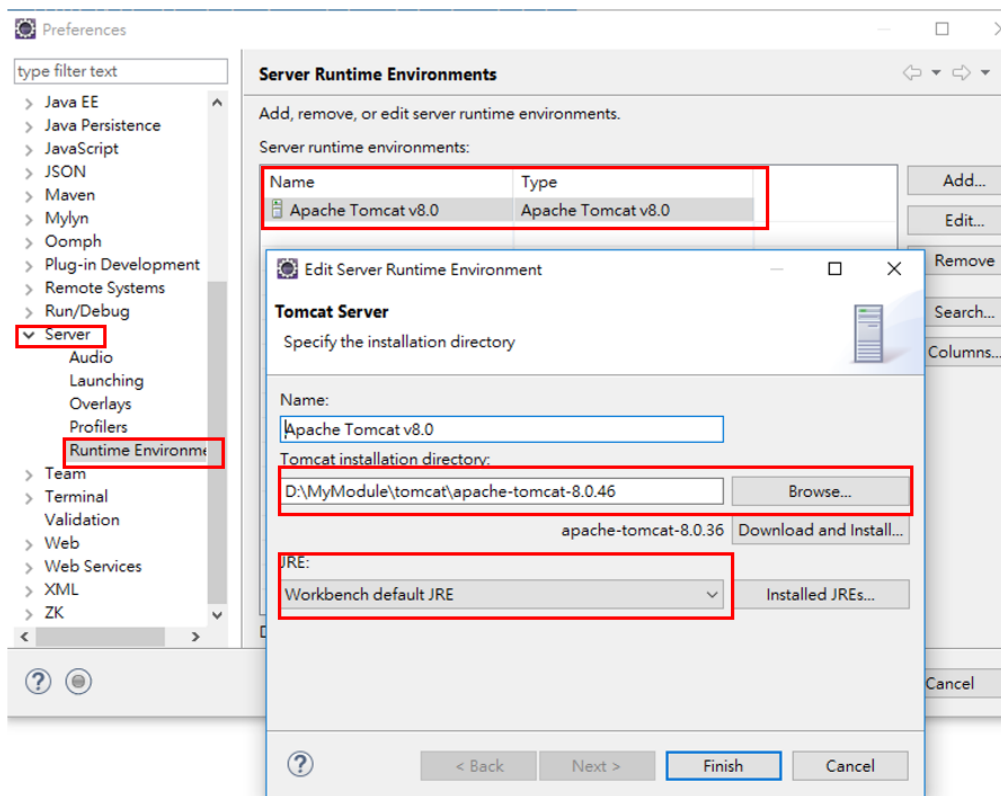 Preferences
type filter text
Java EE
Java Persistence
JavaScript
JSON
Maven
Mylyn
Oomph
Plug-in Development
Remote Systems
Run/Debug
Server
Audio
Launching
Overlays
Profilers
Runtime Environme
Team
Terminal
Validation
Web
Web Services
XML
ZK
Server Runtime Environments
Add, remove, or edit server runtime environments.
Server runtime environments:
Name Type
Apache Tomcat v8.0 Apache Tomcat v8.0
Add...
Edit...
Remove
Search...
Columns...
Cancel
Edit Server Runtime Environment
Tomcat Server
Specify the installation directory
Name:
Apache Tomcat v8.0
Tomcat installation directory:
D:\MyModule\tomcat\apache-tomcat-8.0.46 Browse...
apache-tomcat-8.0.36 Download and Install...
JRE:
Workbench default JRE Installed JREs...
< Back Next > Finish Cancel